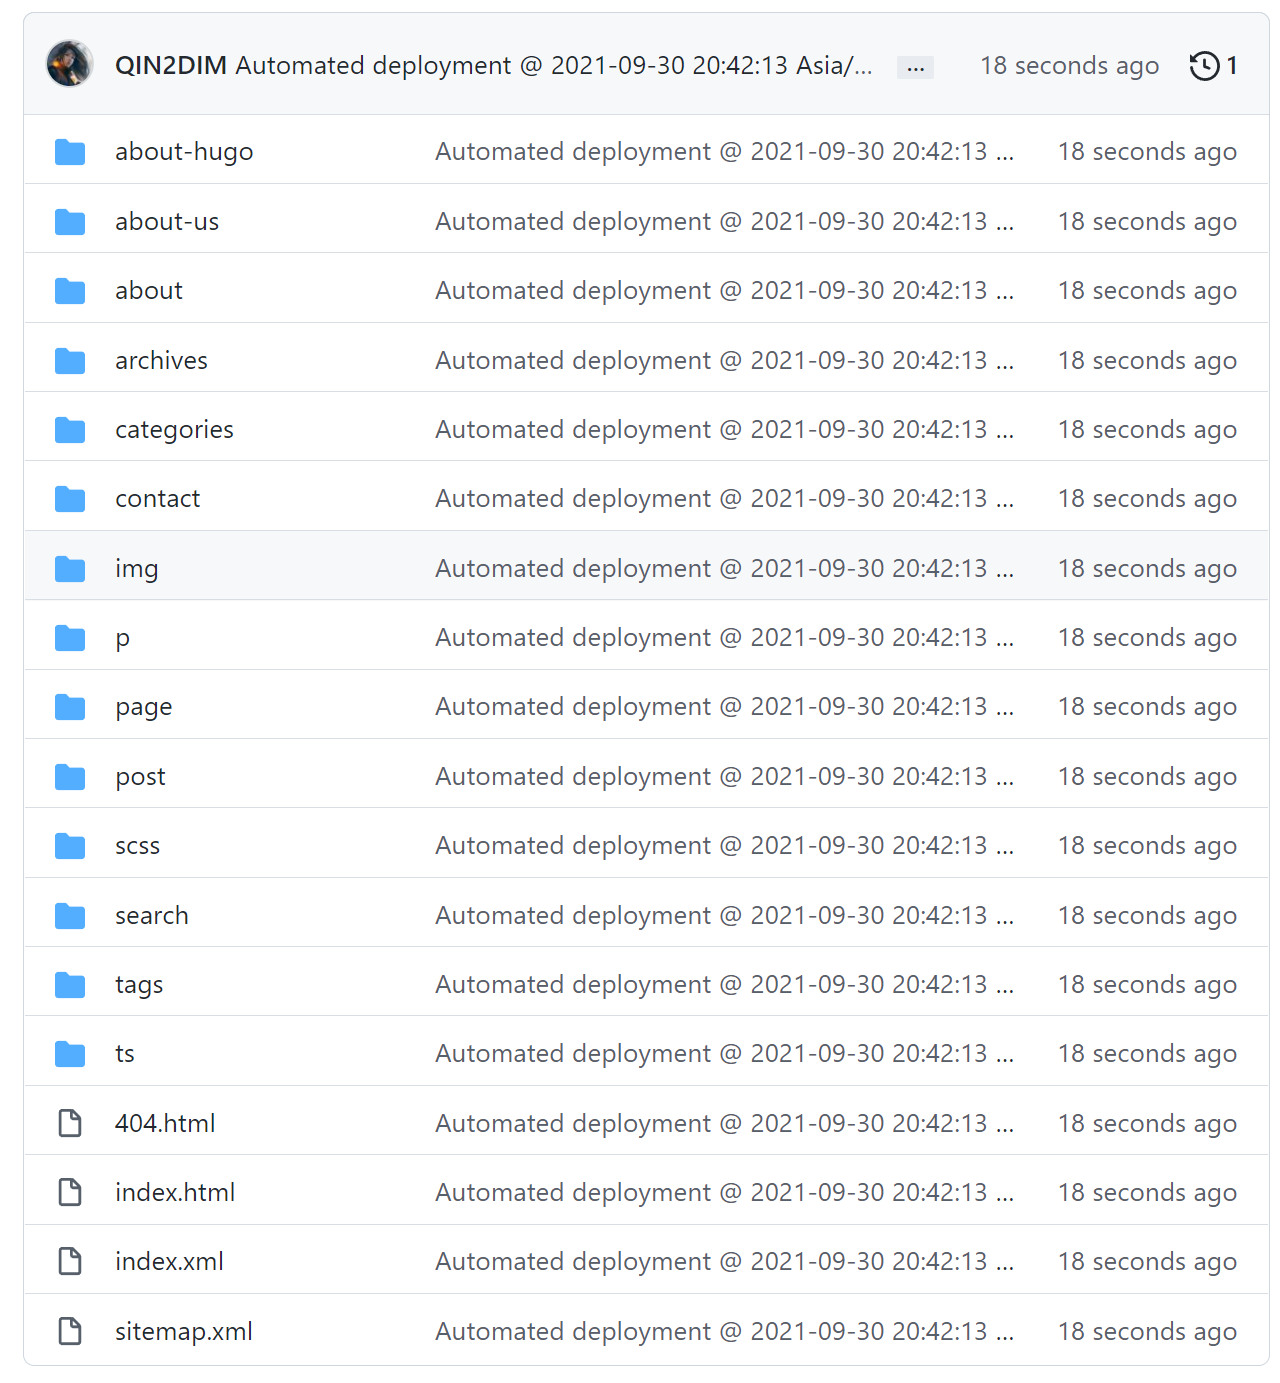 QIN2DIM Automated deployment @ 2021-09-30 20:42:13 Asia/... ... 18 seconds ago 1
about-hugo Automated deployment @ 2021-09-30 20:42:13 ... 18 seconds ago
about-us Automated deployment @ 2021-09-30 20:42:13 ... 18 seconds ago
about Automated deployment @ 2021-09-30 20:42:13 ... 18 seconds ago
archives Automated deployment @ 2021-09-30 20:42:13 ... 18 seconds ago
categories Automated deployment @ 2021-09-30 20:42:13 ... 18 seconds ago
contact Automated deployment @ 2021-09-30 20:42:13 ... 18 seconds ago
img Automated deployment @ 2021-09-30 20:42:13 ... 18 seconds ago
p Automated deployment @ 2021-09-30 20:42:13 ... 18 seconds ago
page Automated deployment @ 2021-09-30 20:42:13 ... 18 seconds ago
post Automated deployment @ 2021-09-30 20:42:13 ... 18 seconds ago
scss Automated deployment @ 2021-09-30 20:42:13 ... 18 seconds ago
search Automated deployment @ 2021-09-30 20:42:13 ... 18 seconds ago
tags Automated deployment @ 2021-09-30 20:42:13 ... 18 seconds ago
ts Automated deployment @ 2021-09-30 20:42:13 ... 18 seconds ago
404.html Automated deployment @ 2021-09-30 20:42:13 ... 18 seconds ago
index.html Automated deployment @ 2021-09-30 20:42:13 ... 18 seconds ago
index.xml Automated deployment @ 2021-09-30 20:42:13 ... 18 seconds ago
sitemap.xml Automated deployment @ 2021-09-30 20:42:13 ... 18 seconds ago